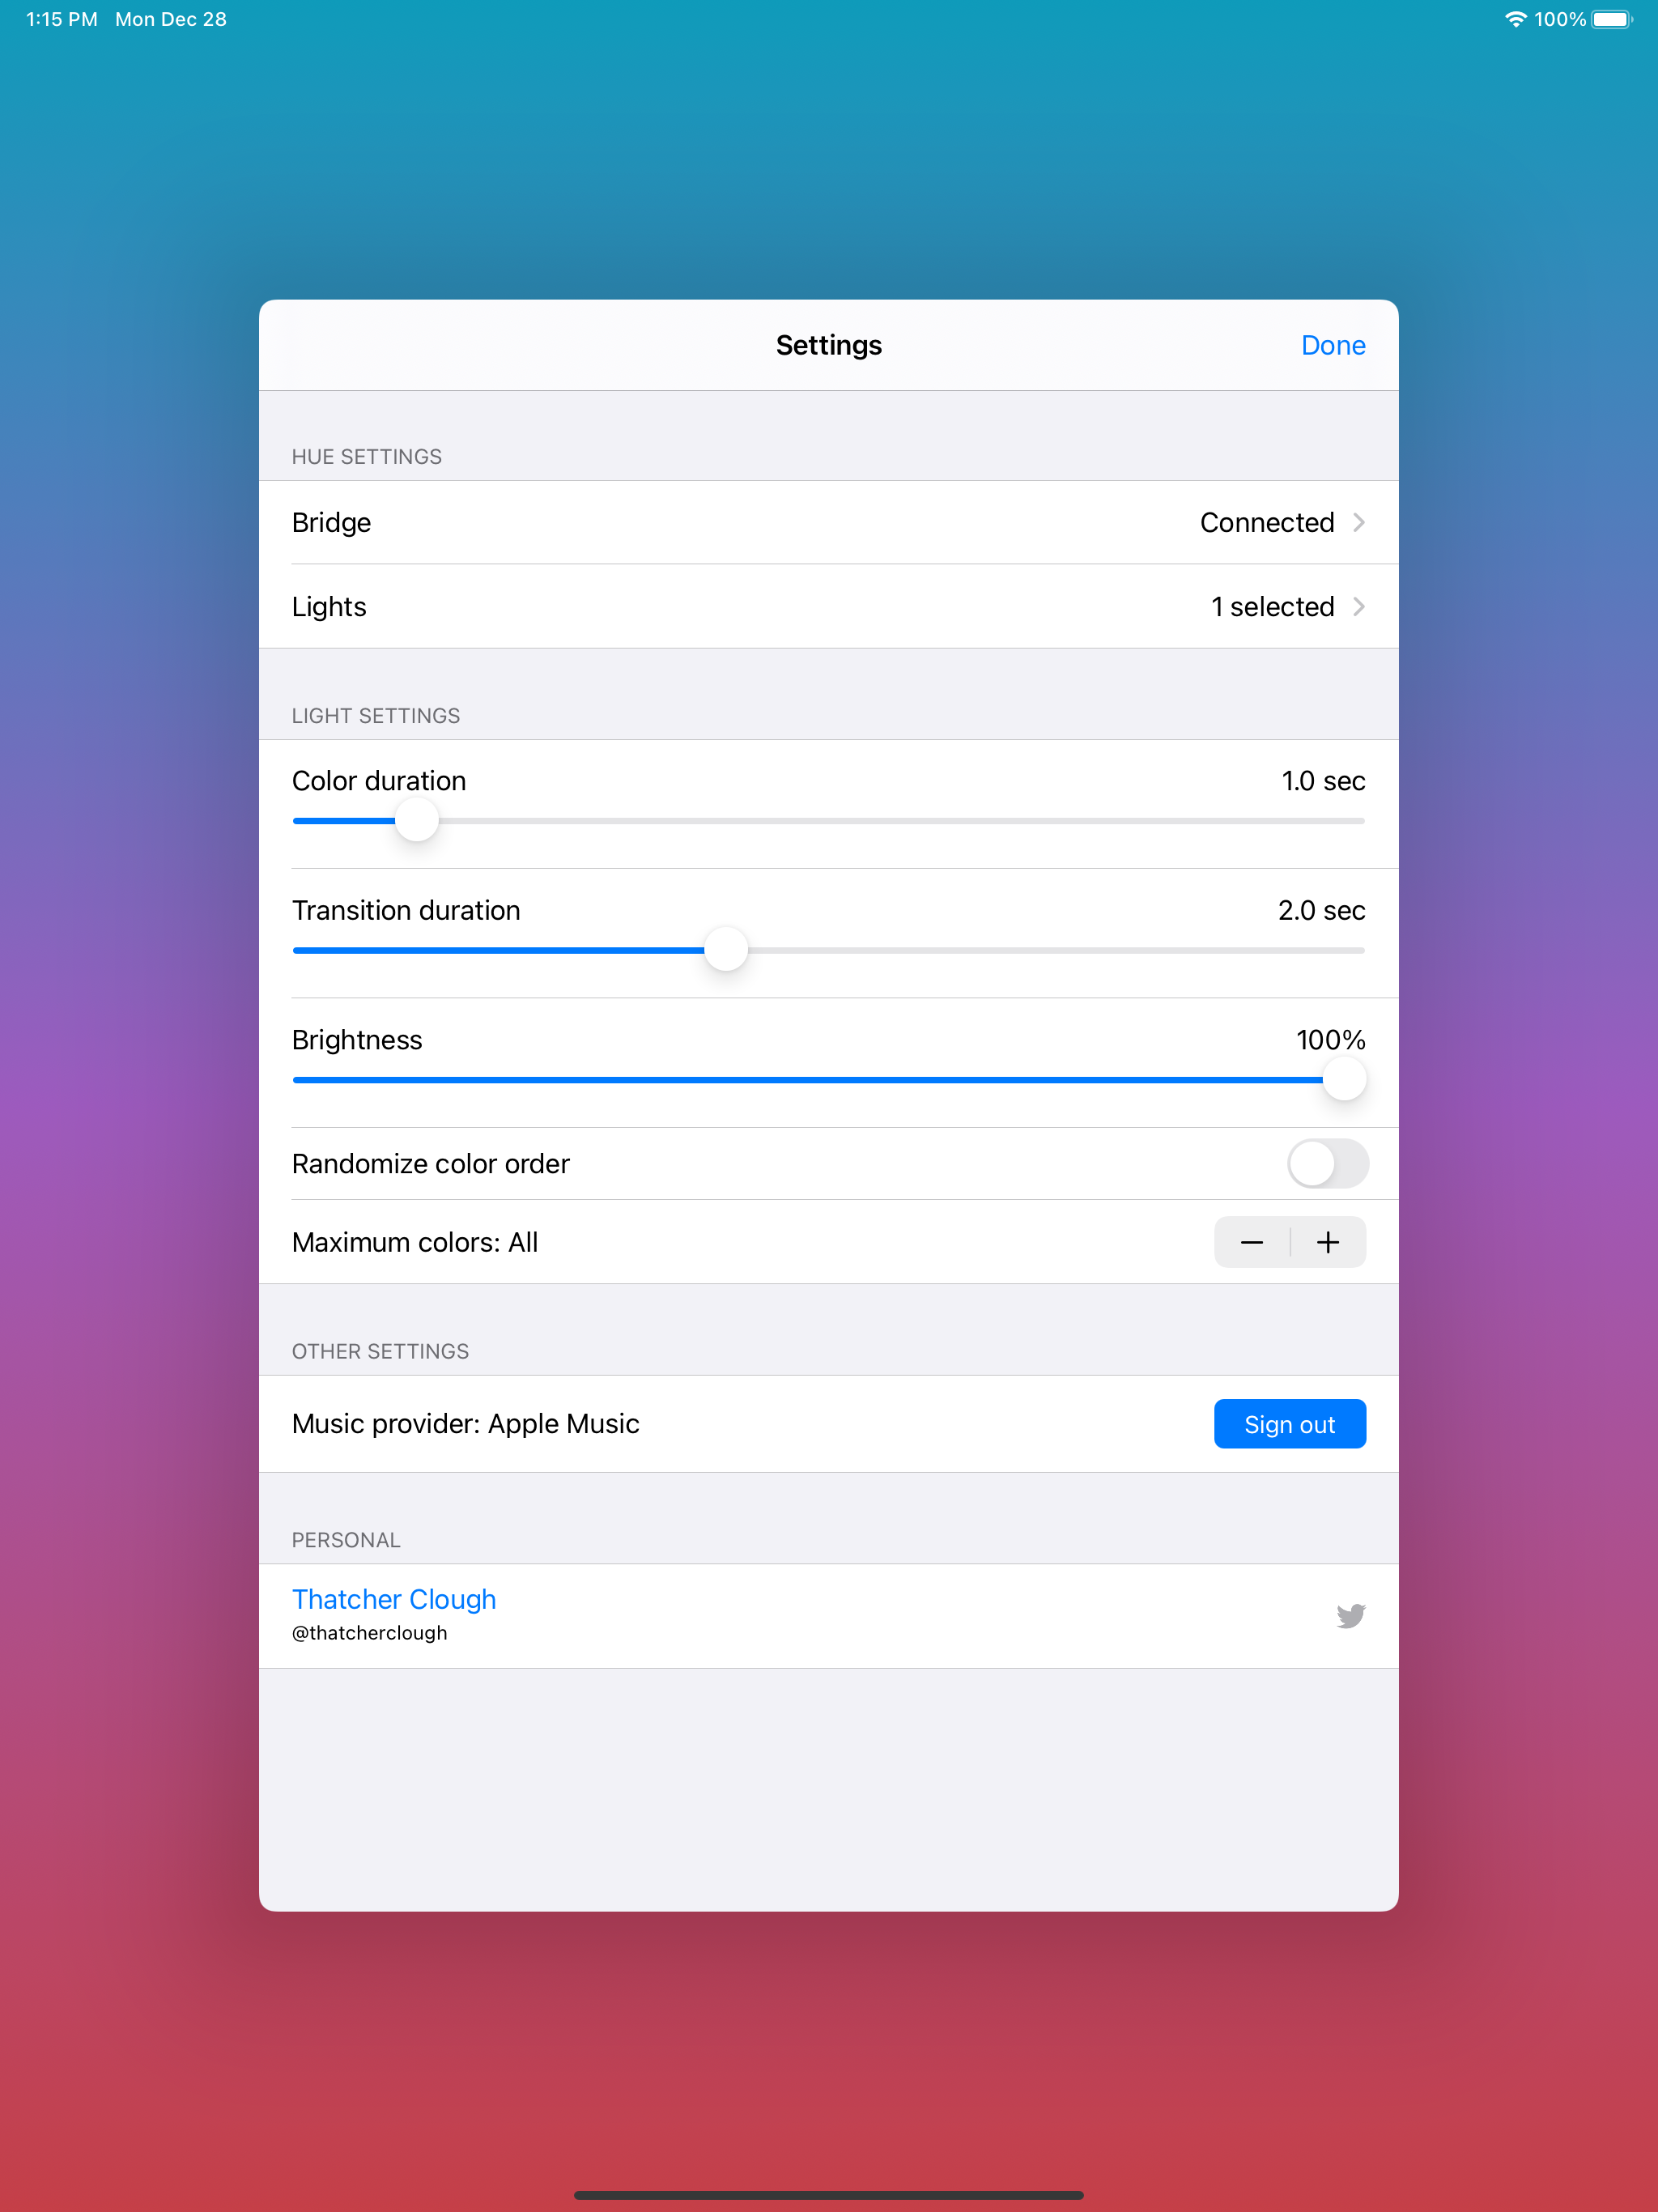 1:15 PM Mon Dec 28 100%
Settings Done
HUE SETTINGS
Bridge Connected
Lights 1 selected
LIGHT SETTINGS
Color duration 1.0 sec
Transition duration 2.0 sec
Brightness 100%
Randomize color order
Maximum colors: All
OTHER SETTINGS
Music provider: Apple Music Sign out
PERSONAL
Thatcher Clough
@thatcherclough